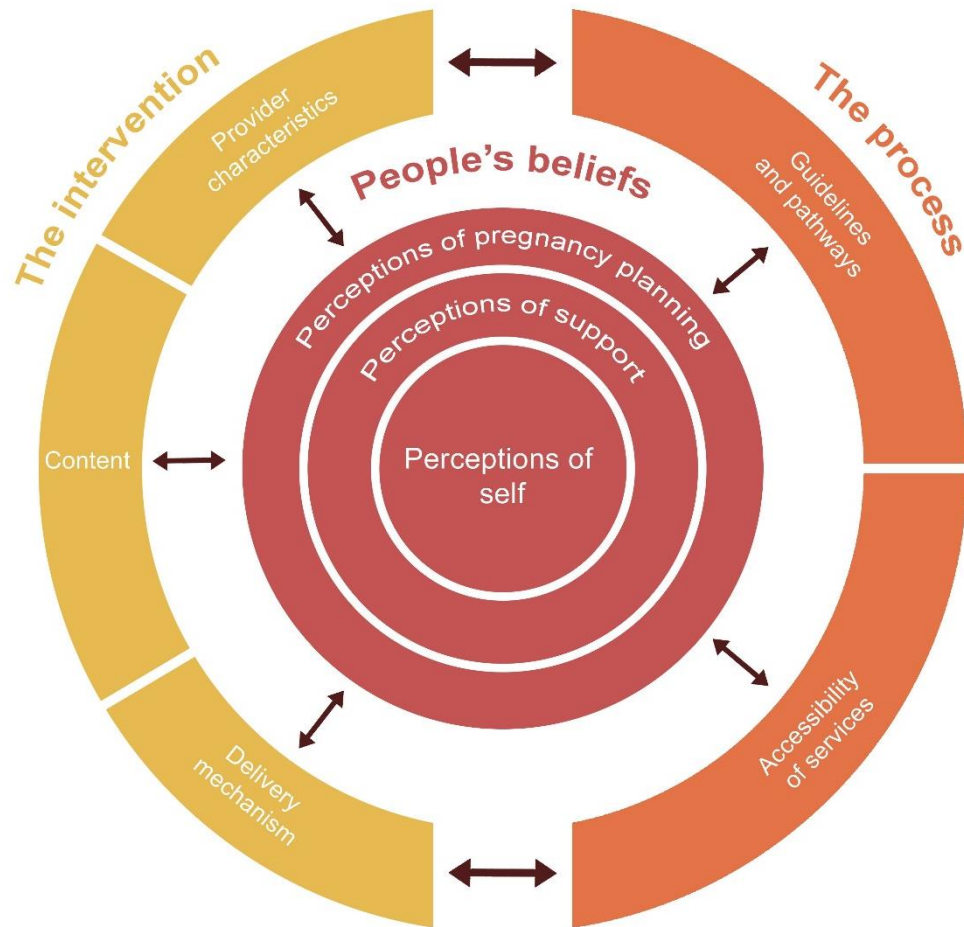 The intervention
Provider
characteristics
Content
Delivery
mechanism
People's beliefs
Perceptions of pregnancy planning
Perceptions of support
Perceptions of
self
The process
Guidelines
and pathways
Accessibility
of services